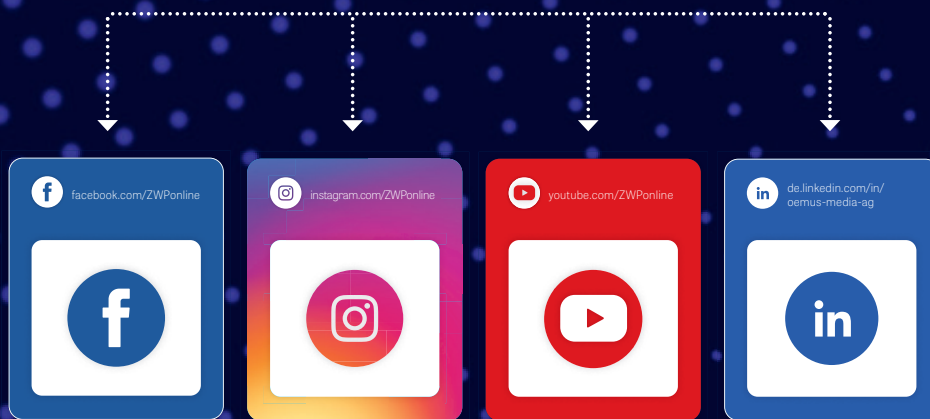 facebook.com/ZWPonline
instagram.com/ZWPonline
youtube.com/ZWPonline
de.linkedin.com/in/
oemus-media-ag